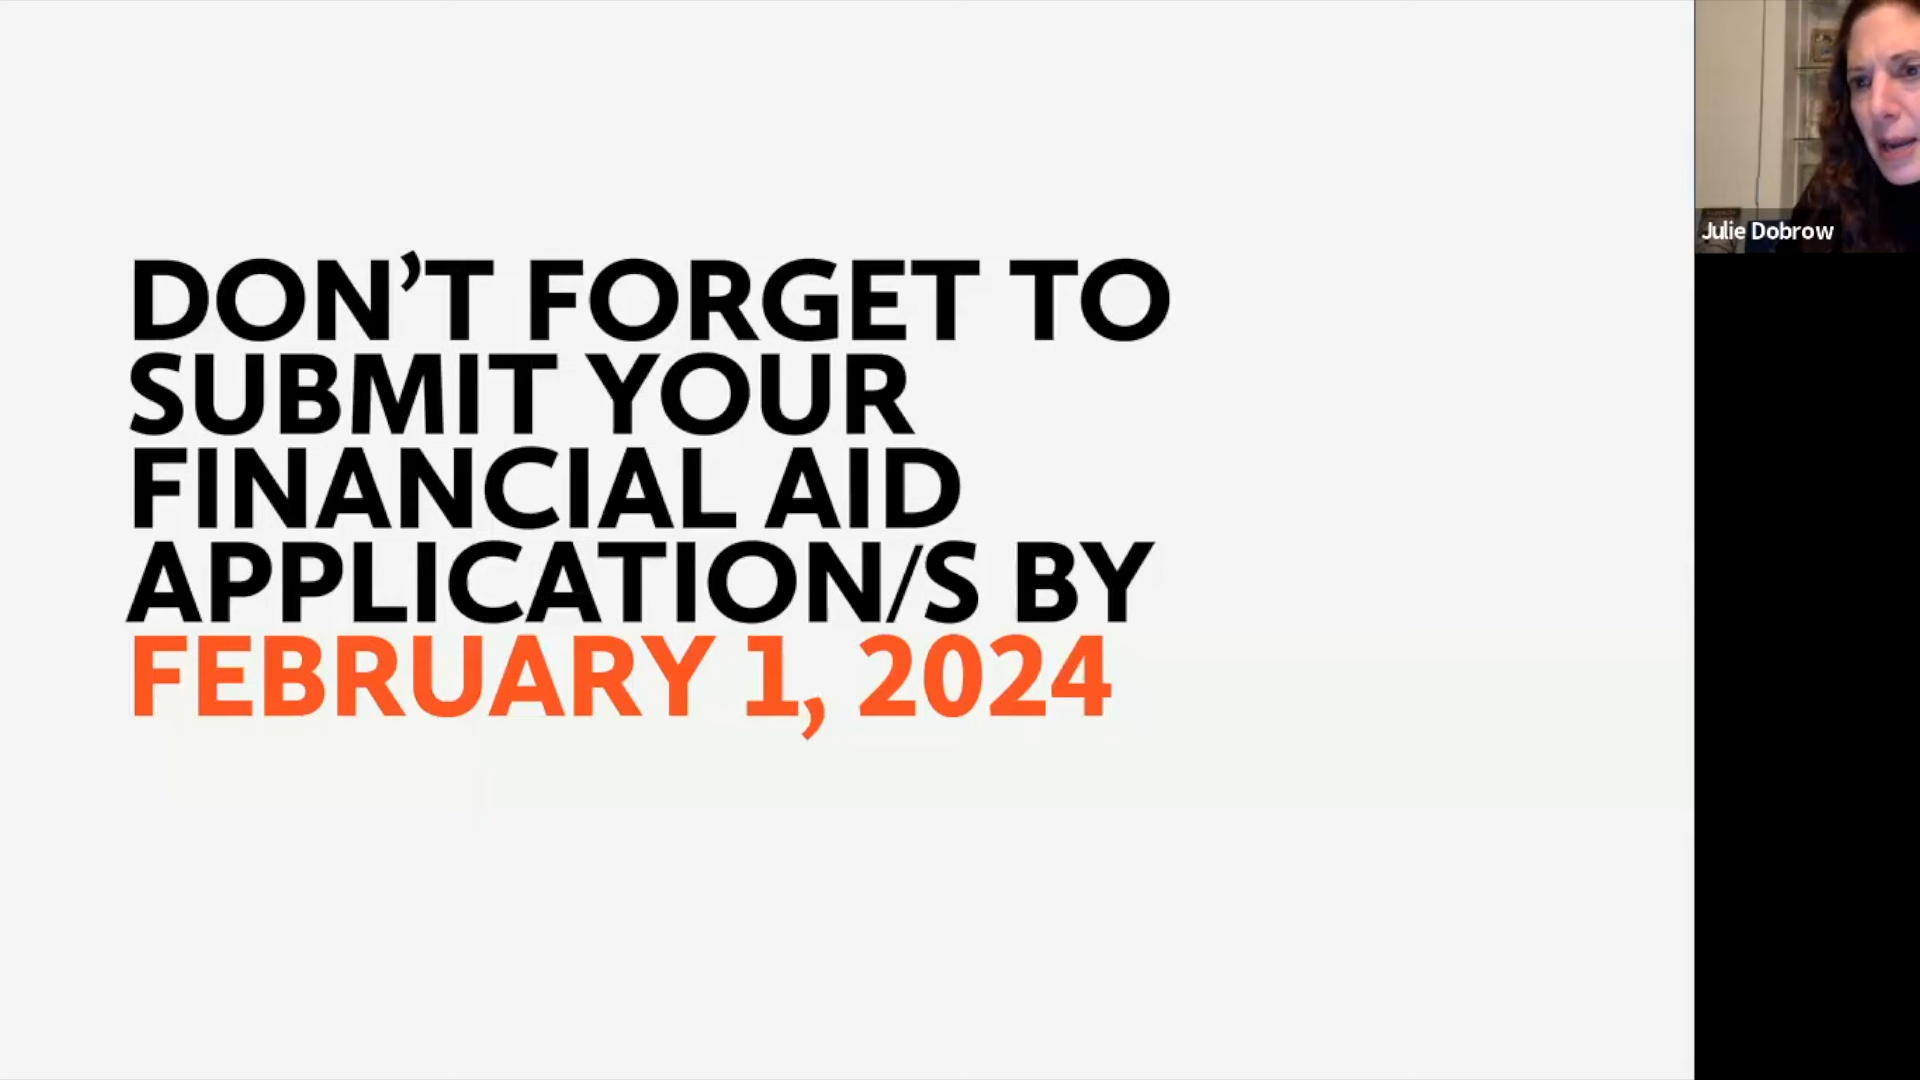 DON’T FORGET TO
SUBMIT YOUR
FINANCIAL AID
APPLICATION/S BY
FEBRUARY 1, 2024
Julie Dobrow